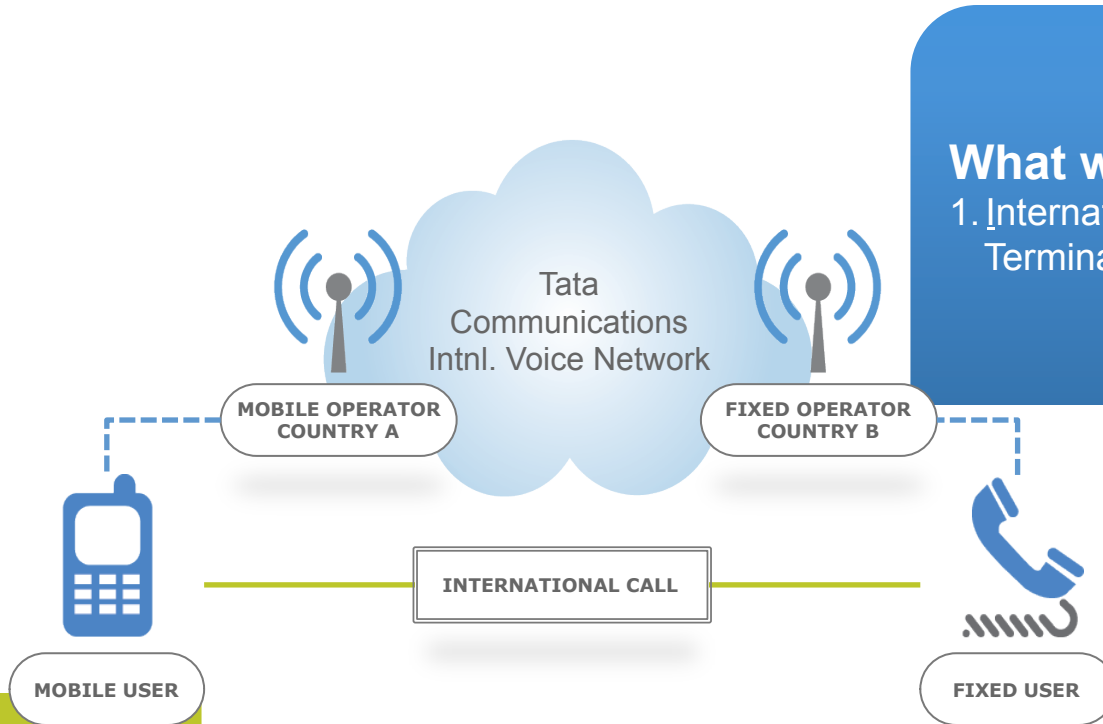 What
1. Internat
Termina
Tata
Communications
Intnl. Voice Network
MOBILE OPERATOR
COUNTRY A
FIXED OPERATOR
COUNTRY B
INTERNATIONAL CALL
MOBILE USER
FIXED USER